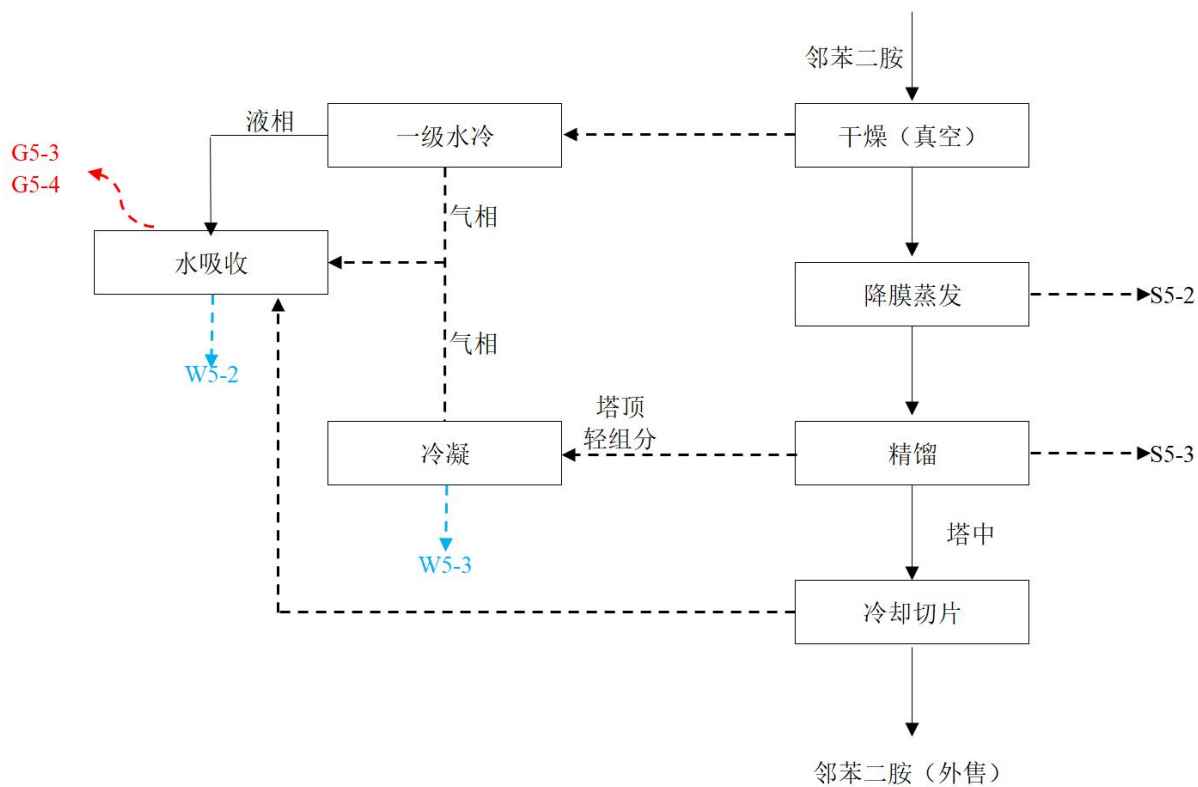 邻苯二胺
液相
一级水冷
干燥（真空）
G5-3
G5-4
气相
水吸收
降膜蒸发
S5-2
气相
W5-2
塔顶
轻组分
冷凝
精馏
S5-3
塔中
W5-3
冷却切片
邻苯二胺（外售）